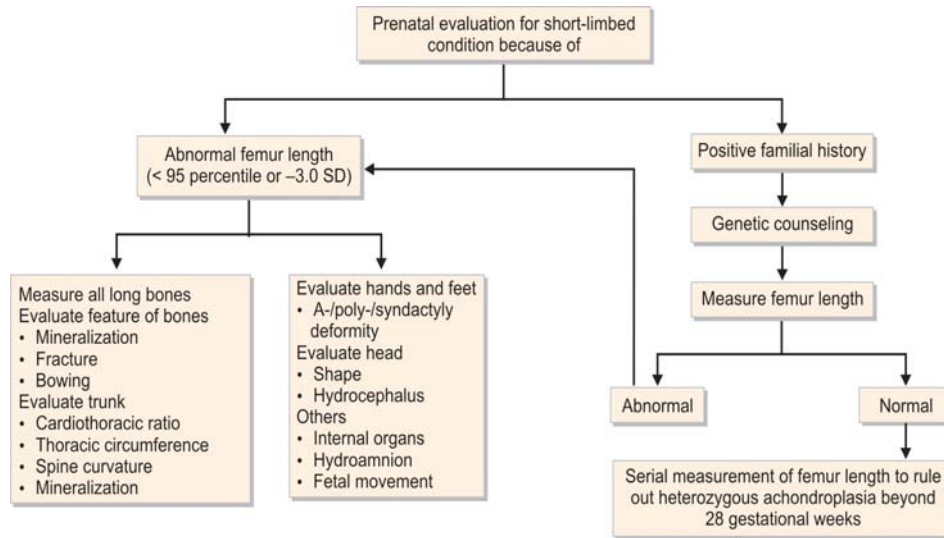 Prenatal evaluation for short-limbed
condition because of
Abnormal femur length
(< 95 percentile or –3.0 SD)
Positive familial history
Genetic counseling
Measure femur length
Abnormal
Normal
Serial measurement of femur length to rule
out heterozygous achondroplasia beyond
28 gestational weeks
Measure all long bones
Evaluate feature of bones
• Mineralization
• Fracture
• Bowing
Evaluate trunk
• Cardiothoracic ratio
• Thoracic circumference
• Spine curvature
• Mineralization
Evaluate hands and feet
• A-/poly-/syndactyly
deformity
Evaluate head
• Shape
• Hydrocephalus
Others
• Internal organs
• Hydroamnion
• Fetal movement